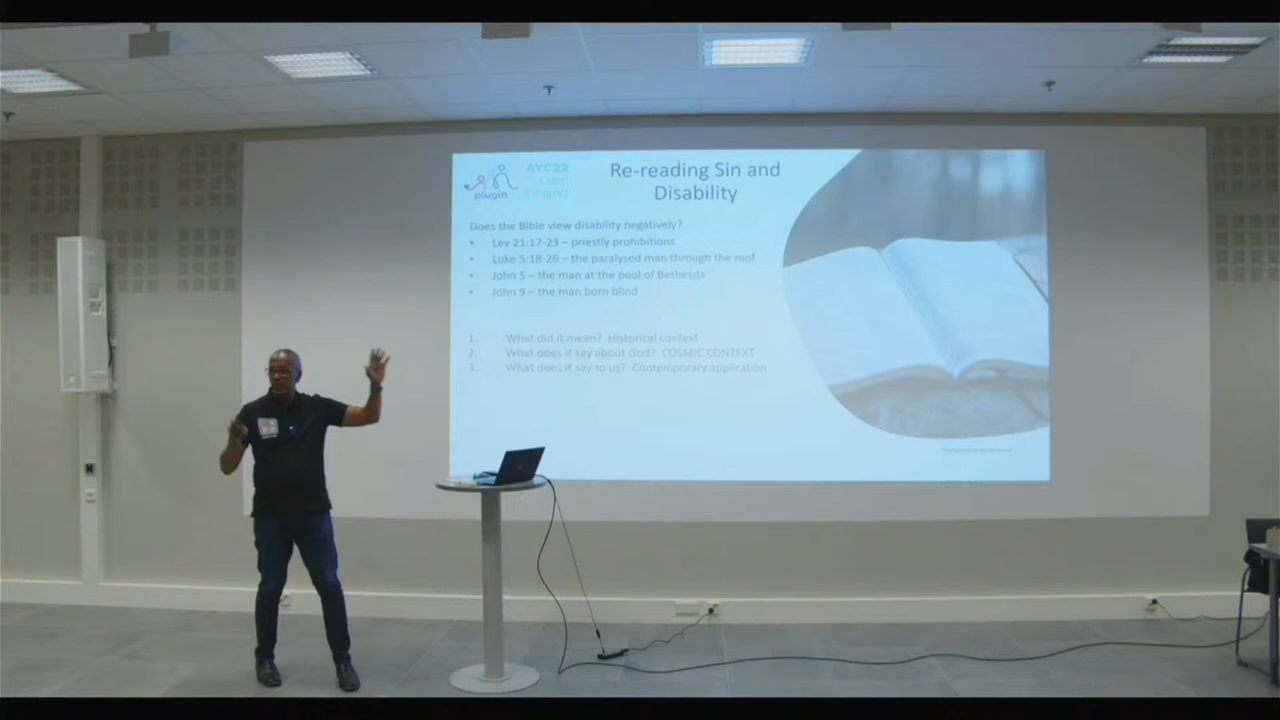 plugin
AYC22
Re-reading Sin and
Disability
Does the Bible view disability negatively?
• Lev 21:17-23 – priestly prohibitions
• Luke 5:18-26 – the paralysed man through the roof
• John 5 – the man at the pool of Bethesda
• John 9 – the man born blind
1. What did it mean? Historical context
2. What does it say about God? COSMIC CONTEXT
3. What does it say to us? Contemporary application